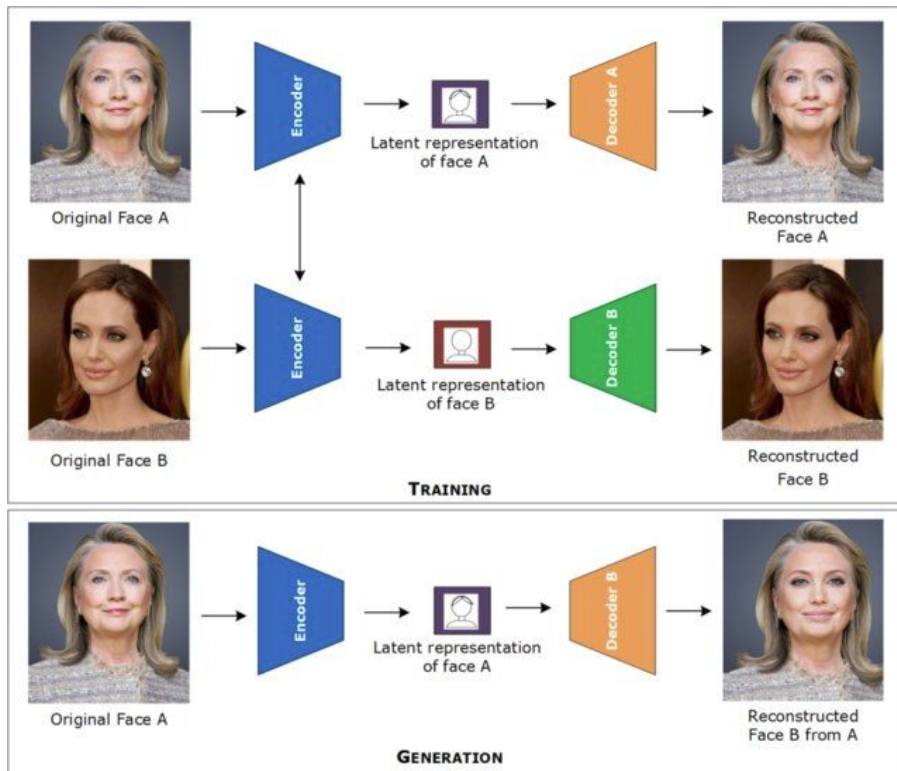 Encoder
Decoder A
Latent representation
of face A
Original Face A
Reconstructed
Face A
Encoder
Decoder B
Latent representation
of face B
Original Face B
Reconstructed
Face B
TRAINING
Encoder
Decoder B
Latent representation
of face A
Original Face A
Reconstructed
Face B from A
GENERATION